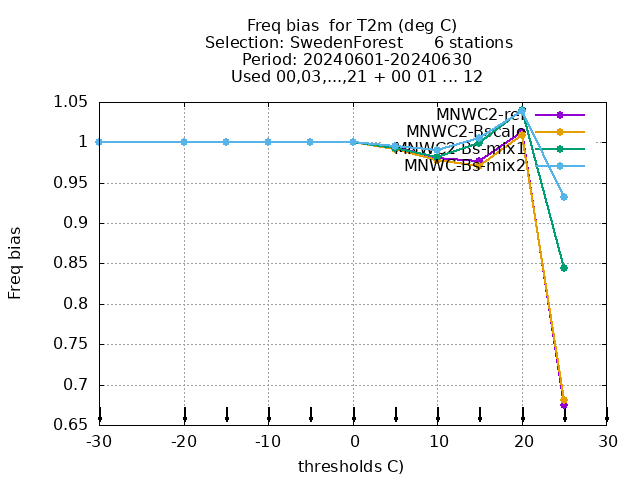 Freq bias  for T2m (deg C)
Selection: SwedenForest      6 stations
Period: 20240601-20240630
Used 00,03,...,21 + 00 01 ... 12
MNWC2-ref
MNWC2-Bscale
MNWC2-Bs-mix1
MNWC-Bs-mix2
1.05
1
0.95
0.9
0.85
0.8
0.75
0.7
0.65
Freq bias
-30
-20
-10
0
10
20
30
thresholds C)